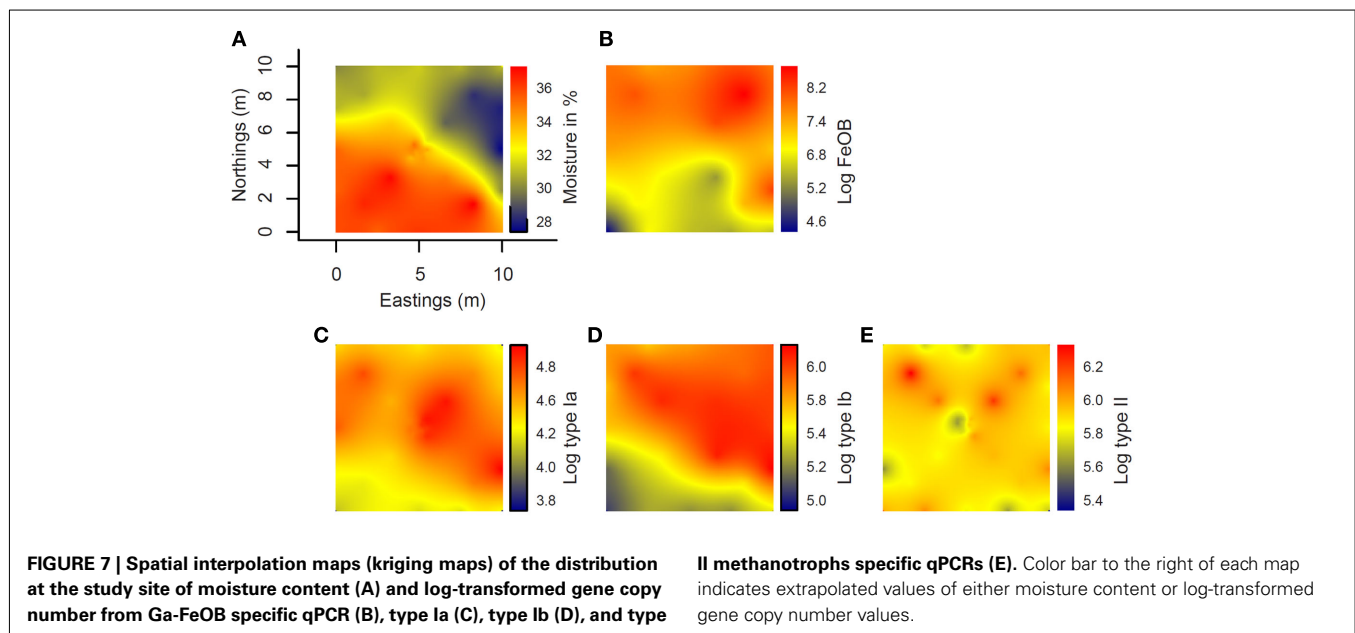 A
10
8
6
4
2
0
Northings (m)
0 5 10
Eastings (m)
36
34
32
30
28
Moisture in %
B
8.2
7.4
6.8
5.2
4.6
Log FeOB
C
4.8
4.6
4.2
4.0
3.8
Log type Ia
D
6.0
5.8
5.4
5.2
5.0
Log type Ib
E
6.2
6.0
5.8
5.6
5.4
Log type II
FIGURE 7 | Spatial interpolation maps (kriging maps) of the distribution
at the study site of moisture content (A) and log-transformed gene copy
number from Ga-FeOB specific qPCR (B), type Ia (C), type Ib (D), and type
II methanotrophs specific qPCRs (E). Color bar to the right of each map
indicates extrapolated values of either moisture content or log-transformed
gene copy number values.